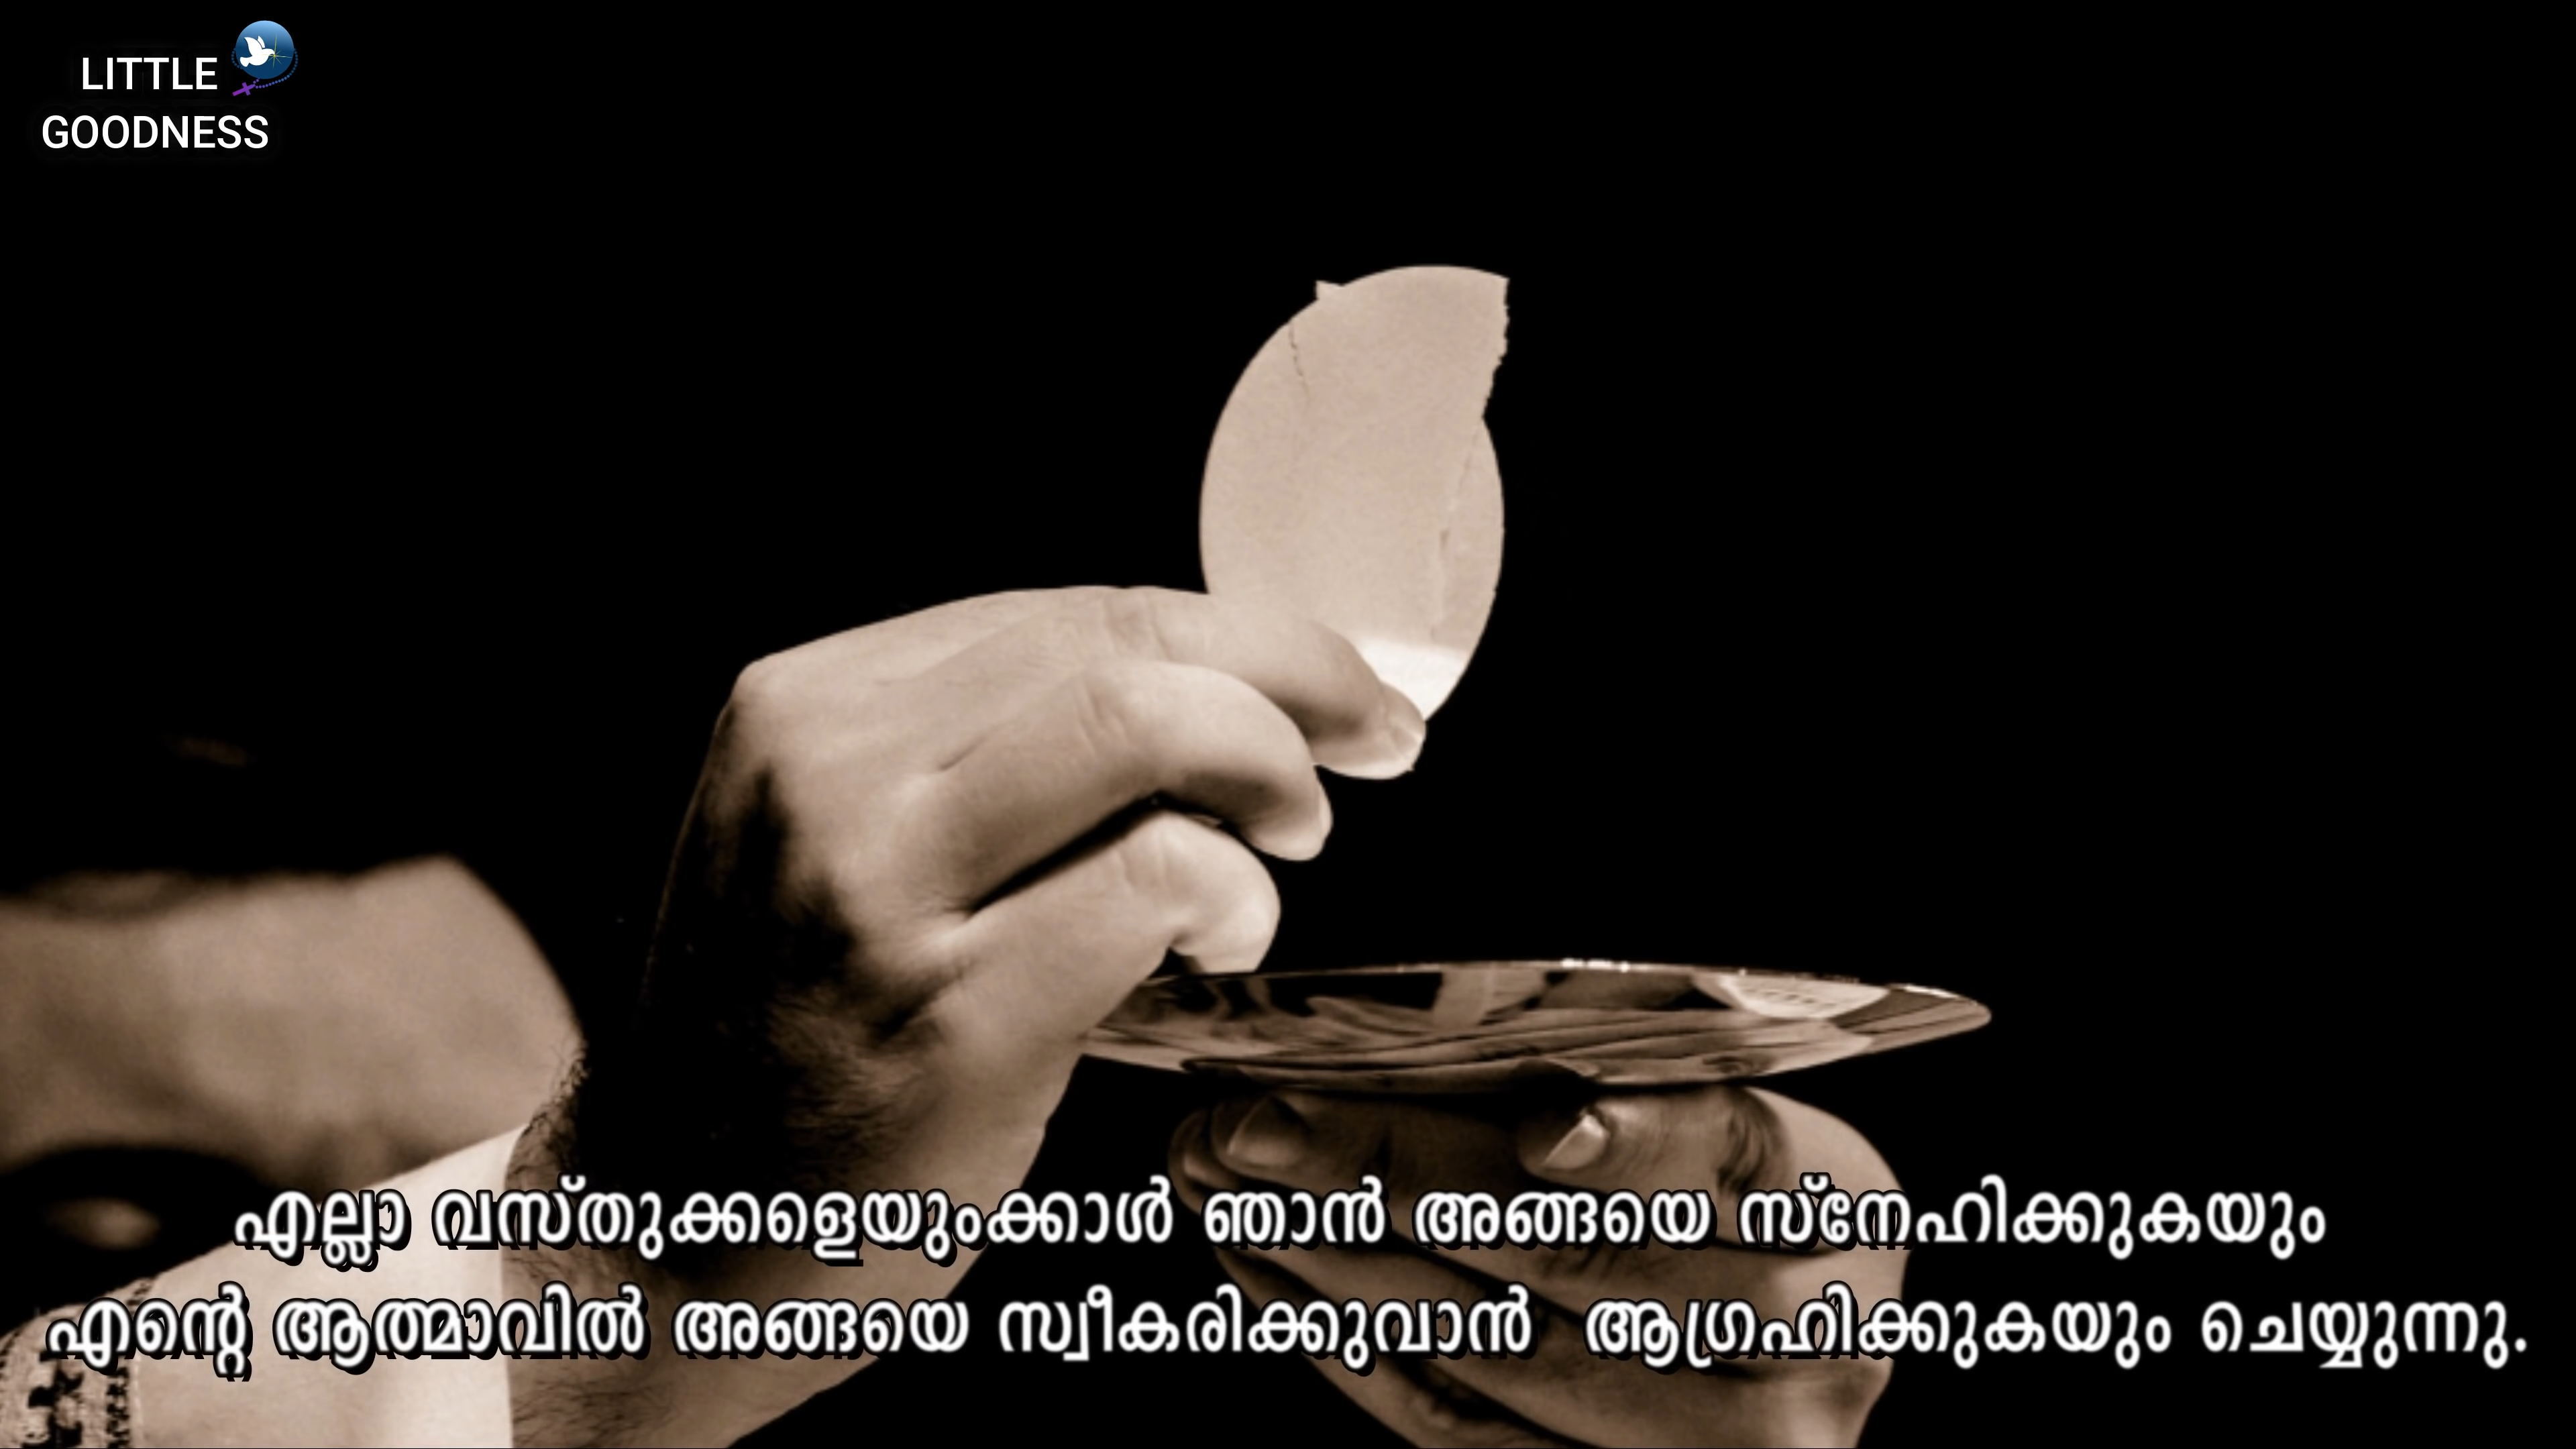 LITTLE
GOODNESS
എല്ലാ വസ്തുക്കളെയുംക്കാൾ ഞാൻ അങ്ങയെ സ്നേഹിക്കുകയും
എന്റെ ആത്മാവിൽ അങ്ങയെ സ്വീകരിക്കുവാൻ ആഗ്രഹിക്കുകയും ചെയ്യുന്നു.